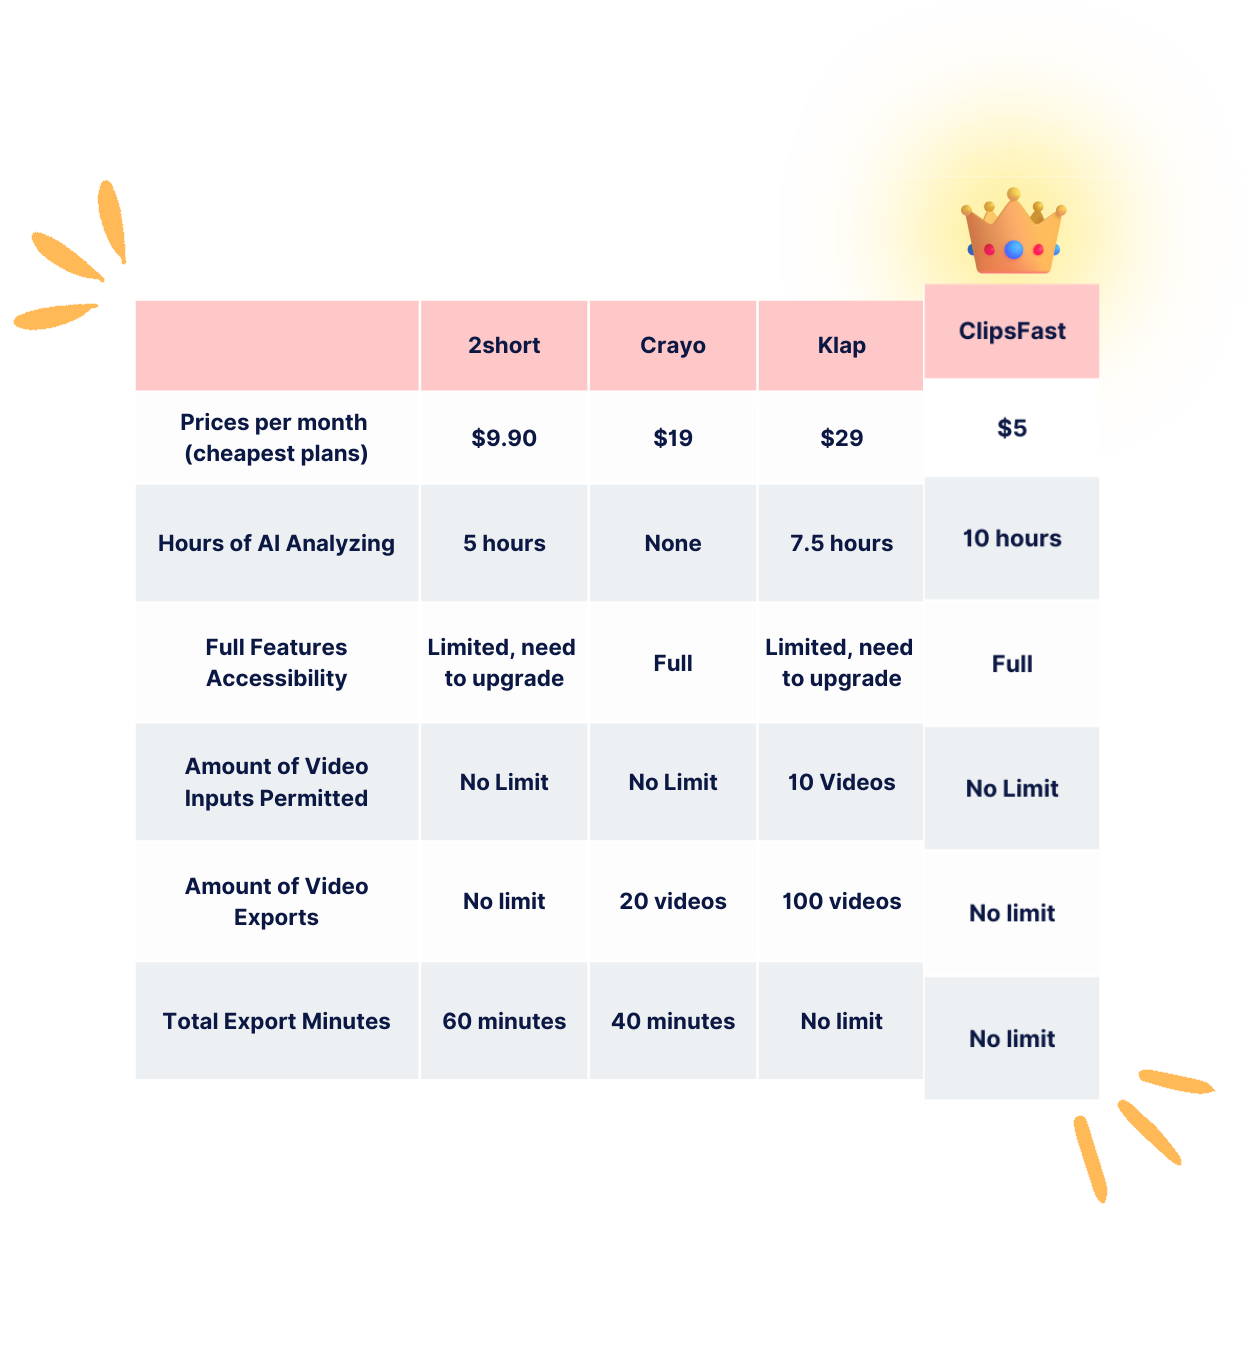 2short
Crayo
Klap
ClipsFast
Prices per month
(cheapest plans)
$9.90
$19
$29
$5
Hours of AI Analyzing
5 hours
None
7.5 hours
10 hours
Full Features
Accessibility
Limited, need
to upgrade
Full
Limited, need
to upgrade
Full
Amount of Video
Inputs Permitted
No Limit
No Limit
10 Videos
No Limit
Amount of Video
Exports
No limit
20 videos
100 videos
No limit
Total Export Minutes
60 minutes
40 minutes
No limit
No limit